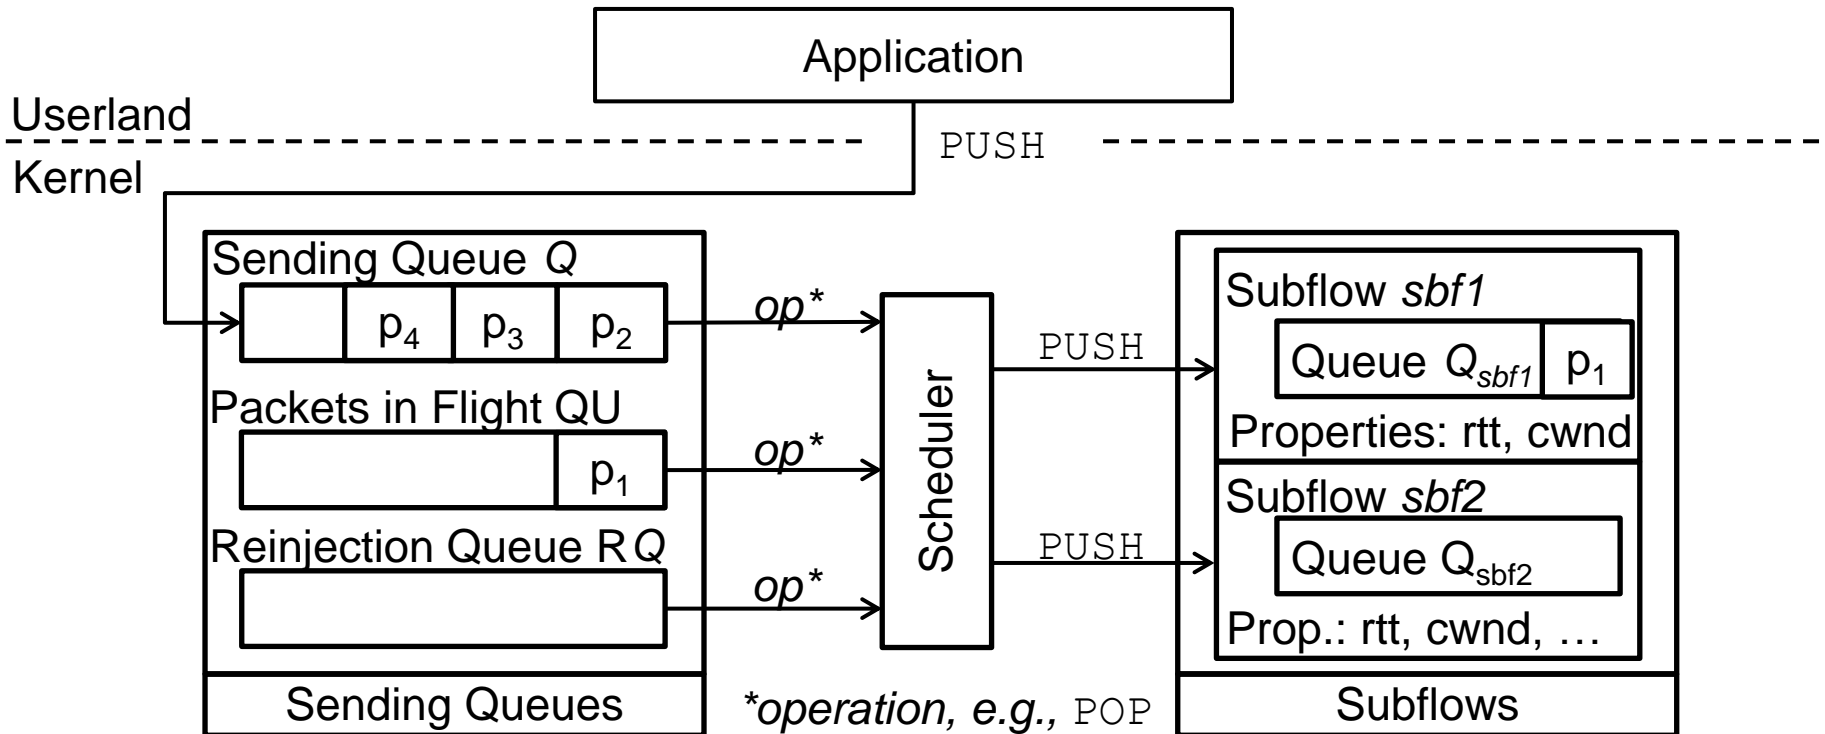 Application
Userland
PUSH
Kernel
Sending Queue Q
p4 p3 p2
op*
Packets in Flight QU
p1
op*
Reinjection Queue RQ
op*
Sending Queues
Scheduler
*operation, e.g., POP
PUSH
PUSH
Subflow sbf1
Queue Qsbf1 p1
Properties: rtt, cwnd
Subflow sbf2
Queue Qsbf2
Prop.: rtt, cwnd, …
Subflows